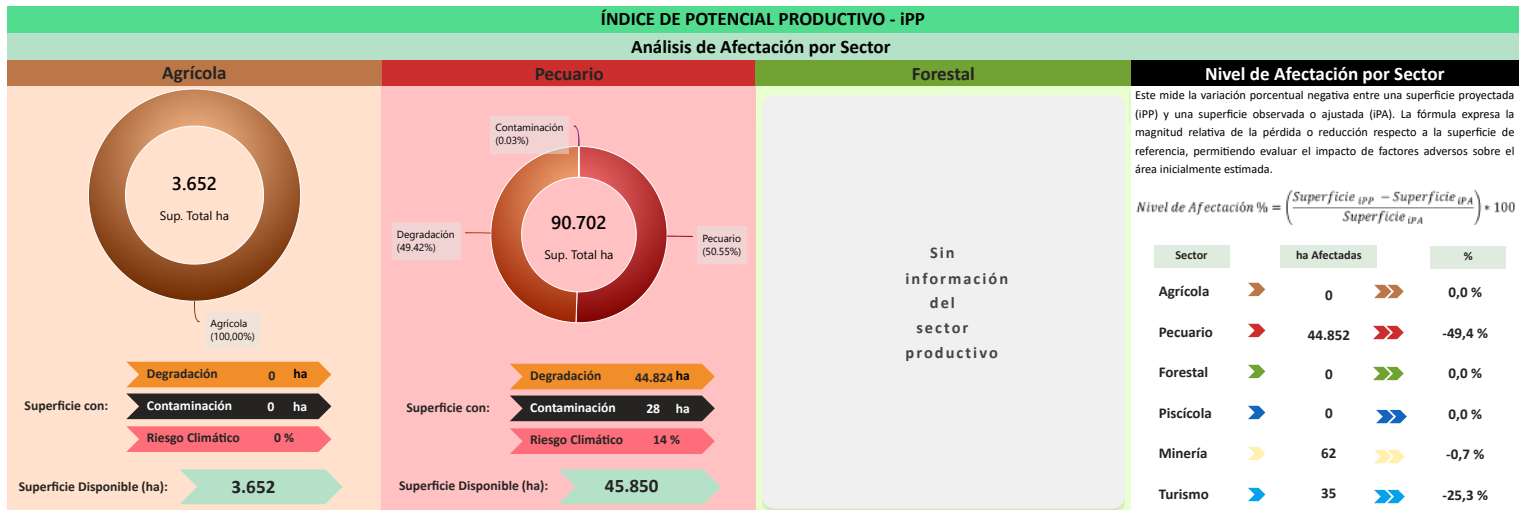 ÍNDICE DE POTENCIAL PRODUCTIVO - iPP
Análisis de Afectación por Sector
Agrícola
3.652
Sup. Total ha
Agrícola
(100,00%)
Superficie con:
Degradación 0 ha
Contaminación 0 ha
Riesgo Climático 0 %
Superficie Disponible (ha): 3.652
Pecuario
Contaminación
(0.03%)
Degradación
(49.42%)
90.702
Sup. Total ha
Pecuario
(50.55%)
Superficie con:
Degradación 44.824 ha
Contaminación 28 ha
Riesgo Climático 14 %
Superficie Disponible (ha): 45.850
Forestal
Sin
información
del
sector
productivo
Nivel de Afectación por Sector
Este mide la variación porcentual negativa entre una superficie proyectada
(iPP) y una superficie observada o ajustada (iPA). La fórmula expresa la
magnitud relativa de la pérdida o reducción respecto a la superficie de
referencia, permitiendo evaluar el impacto de factores adversos sobre el
área inicialmente estimada.
Nivel de Afectación % = (Superficie iPP − Superficie iPA / Superficie iPA) * 100
Sector ha Afectadas %
Agrícola 0 0,0 %
Pecuario 44.852 -49,4 %
Forestal 0 0,0 %
Piscícola 0 0,0 %
Minería 62 -0,7 %
Turismo 35 -25,3 %